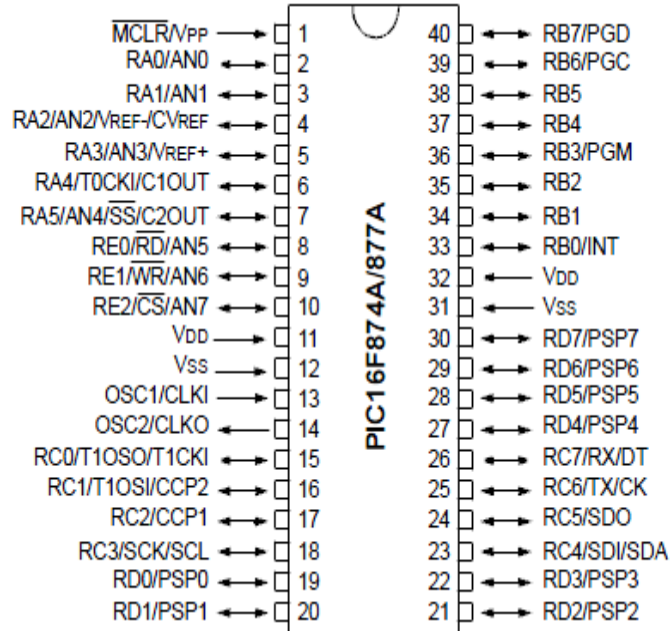 MCLR/VPP 1 40 RB7/PGD
RA0/AN0 2 39 RB6/PGC
RA1/AN1 3 38 RB5
RA2/AN2/VREF-/CVREF 4 37 RB4
RA3/AN3/VREF+ 5 36 RB3/PGM
RA4/T0CKI/C1OUT 6 35 RB2
RA5/AN4/SS/C2OUT 7 34 RB1
RE0/RD/AN5 8 33 RB0/INT
RE1/WR/AN6 9 32 VDD
RE2/CS/AN7 10 31 VSS
VDD 11 30 RD7/PSP7
VSS 12 29 RD6/PSP6
OSC1/CLKI 13 28 RD5/PSP5
OSC2/CLKO 14 27 RD4/PSP4
RC0/T1OSO/T1CKI 15 26 RC7/RX/DT
RC1/T1OSI/CCP2 16 25 RC6/TX/CK
RC2/CCP1 17 24 RC5/SDO
RC3/SCK/SCL 18 23 RC4/SDI/SDA
RD0/PSP0 19 22 RD3/PSP3
RD1/PSP1 20 21 RD2/PSP2
PIC16F874A/877A